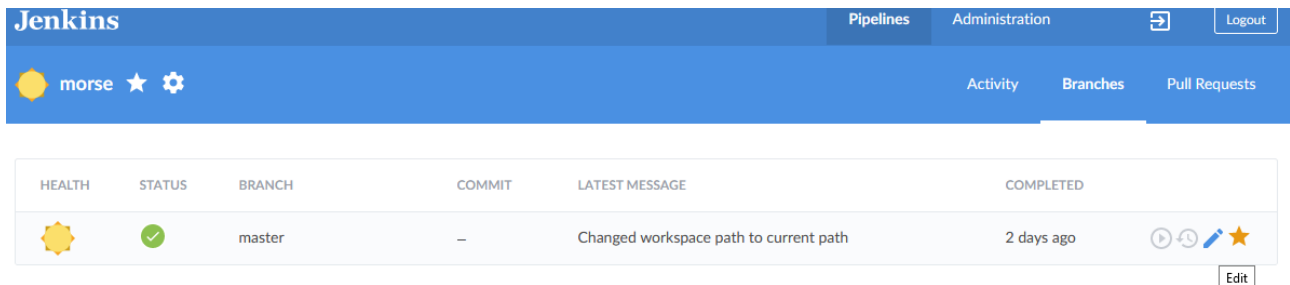 Jenkins Pipelines Administration Logout
morse Activity Branches Pull Requests
HEALTH STATUS BRANCH COMMIT LATEST MESSAGE COMPLETED
master – Changed workspace path to current path 2 days ago
Edit